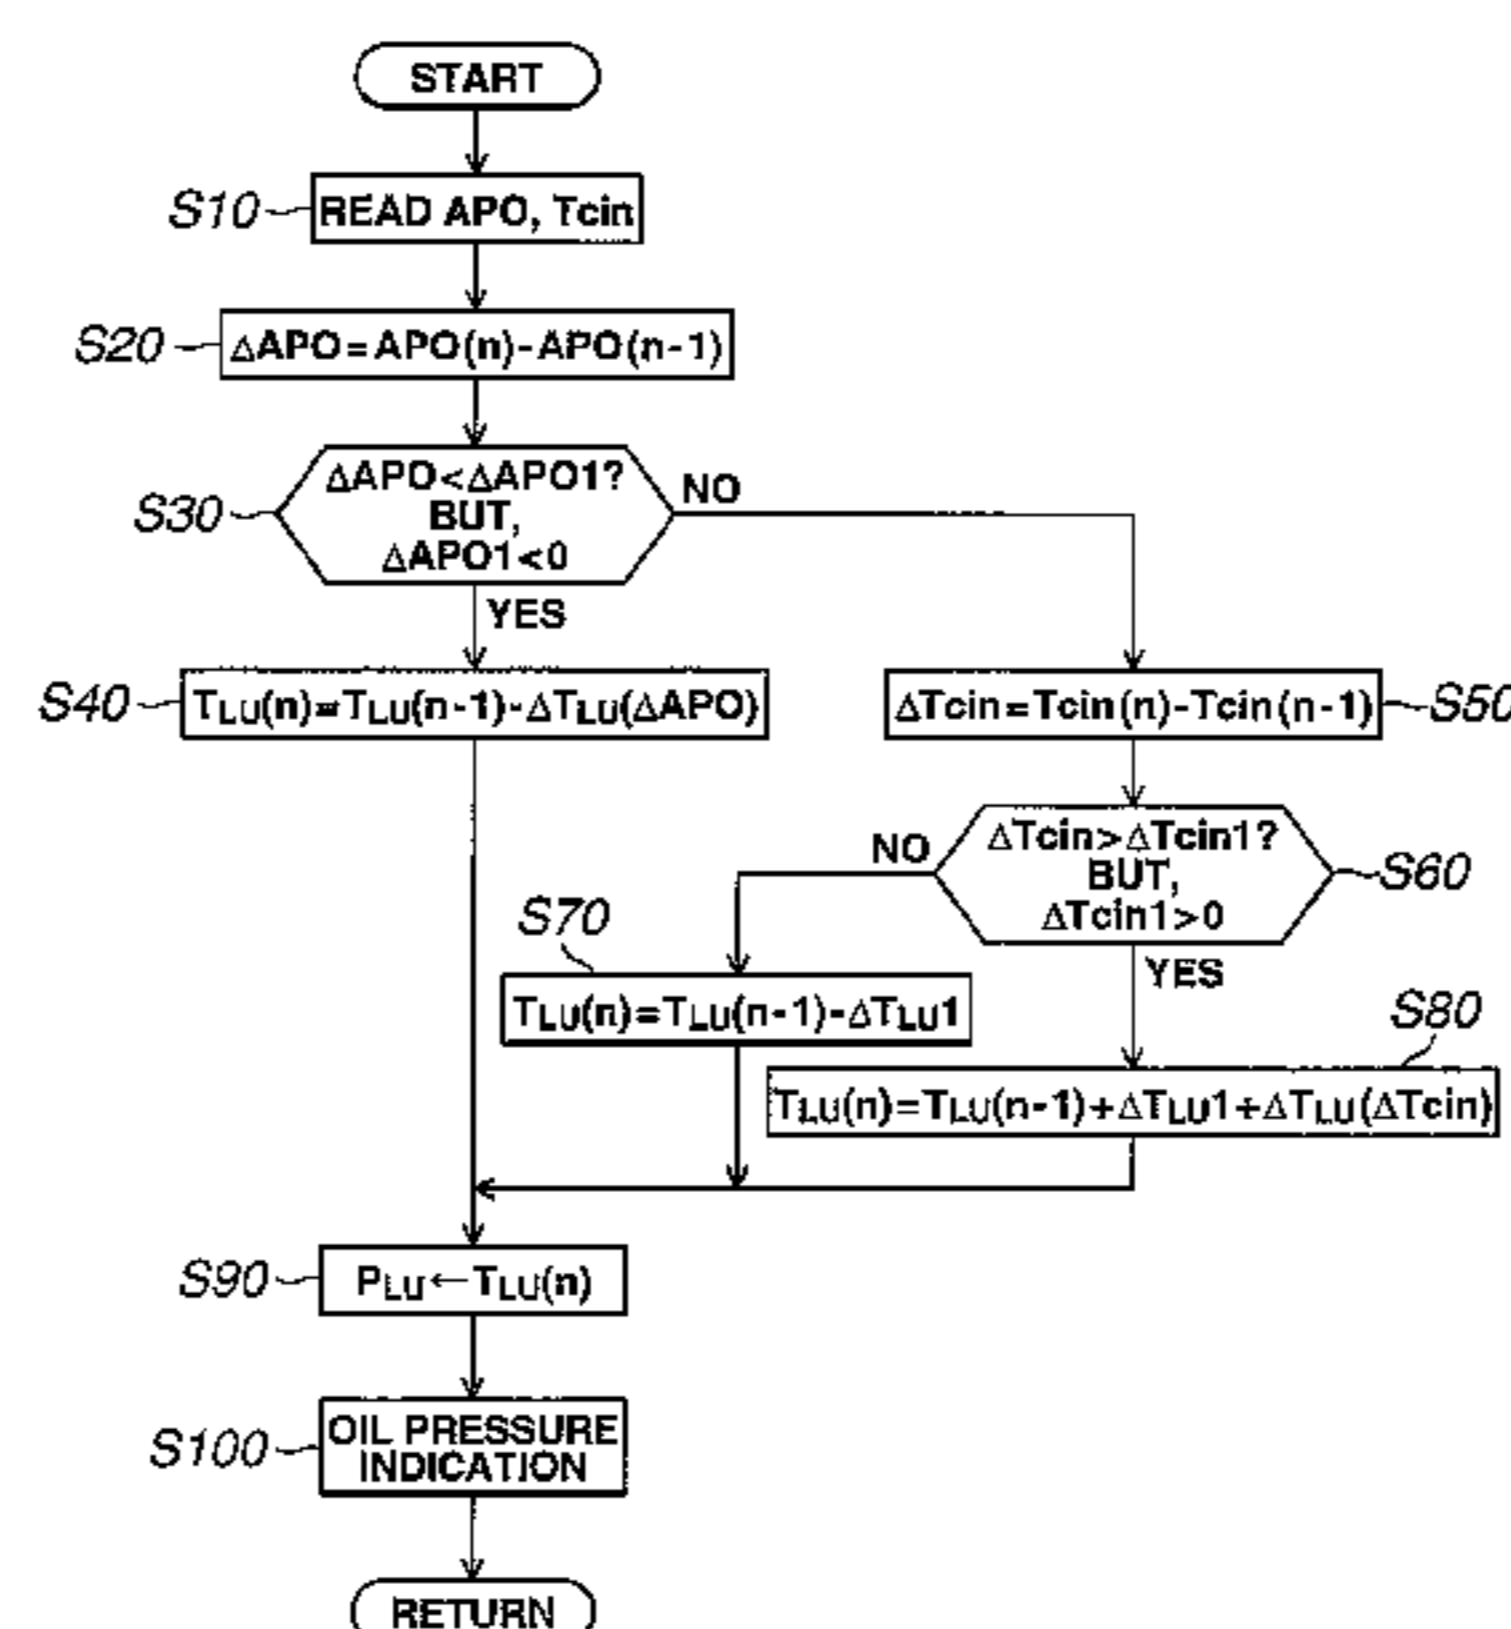 START
S10
READ APO, Tcin
S20
ΔAPO=APO(n)-APO(n-1)
S30
ΔAPO<ΔAPO1?
BUT,
ΔAPO1<0
NO
YES
S40
TLU(n)=TLU(n-1)-ΔTLU(ΔAPO)
ΔTcin=Tcin(n)-Tcin(n-1)
S50
ΔTcin>ΔTcin1?
BUT,
ΔTcin1>0
S60
NO
YES
S70
TLU(n)=TLU(n-1)-ΔTLU1
S80
TLU(n)=TLU(n-1)+ΔTLU1+ΔTLU(ΔTcin)
S90
PLU←TLU(n)
S100
OIL PRESSURE
INDICATION
RETURN